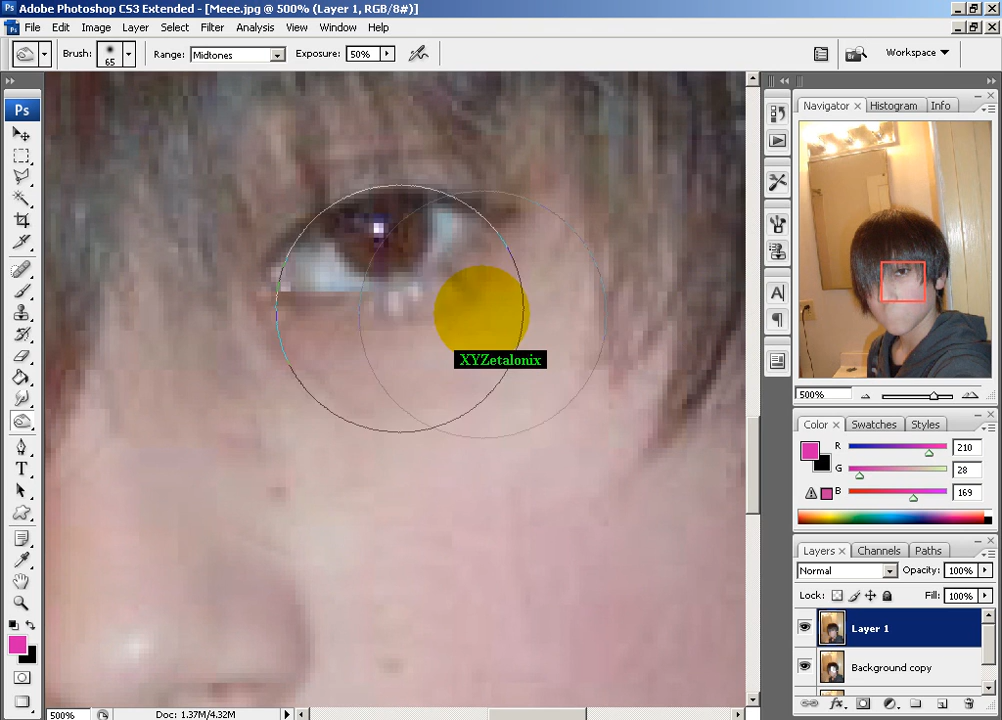 Adobe Photoshop CS3 Extended - [Meee.jpg @ 500% (Layer 1, RGB/8#)]
File Edit Image Layer Select Filter Analysis View Window Help
Brush: 65 Range: Midtones Exposure: 50% Workspace
Ps
Navigator Histogram Info
500%
Color Swatches Styles
R 210
G 28
B 169
Layers Channels Paths
Normal Opacity: 100%
Lock: Fill: 100%
Layer 1
Background copy
XYZetalonix
500% Doc: 1.37M/4.32M